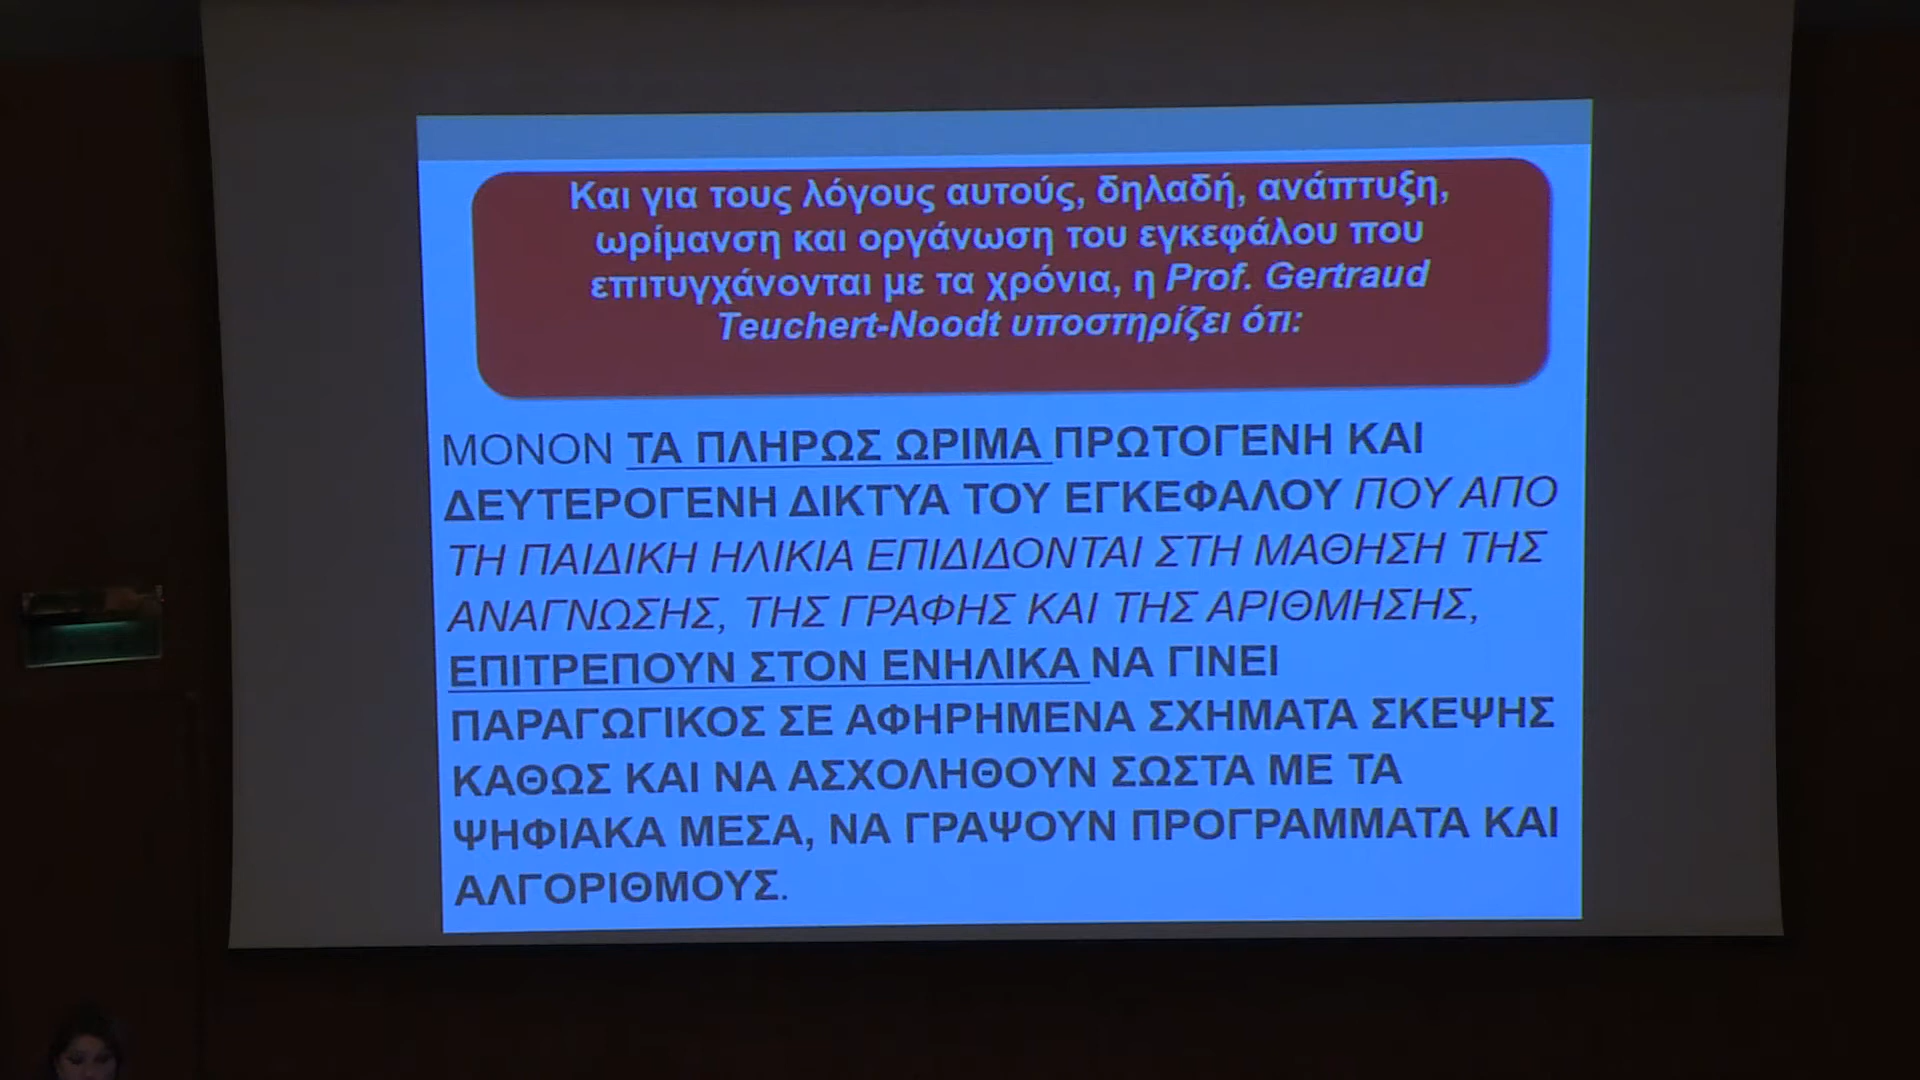 Και για τους λόγους αυτούς, δηλαδή, ανάπτυξη,
ωρίμανση και οργάνωση του εγκεφάλου που
επιτυγχάνονται με τα χρόνια, η Prof. Gertraud
Teuchert-Noodt υποστηρίζει ότι:
ΜΟΝΟΝ ΤΑ ΠΛΗΡΩΣ ΩΡΙΜΑ ΠΡΩΤΟΓΕΝΗ ΚΑΙ
ΔΕΥΤΕΡΟΓΕΝΗ ΔΙΚΤΥΑ ΤΟΥ ΕΓΚΕΦΑΛΟΥ ΠΟΥ ΑΠΟ
ΤΗ ΠΑΙΔΙΚΗ ΗΛΙΚΙΑ ΕΠΙΔΙΔΟΝΤΑΙ ΣΤΗ ΜΑΘΗΣΗ ΤΗΣ
ΑΝΑΓΝΩΣΗΣ, ΤΗΣ ΓΡΑΦΗΣ ΚΑΙ ΤΗΣ ΑΡΙΘΜΗΣΗΣ,
ΕΠΙΤΡΕΠΟΥΝ ΣΤΟΝ ΕΝΗΛΙΚΑ ΝΑ ΓΙΝΕΙ
ΠΑΡΑΓΩΓΙΚΟΣ ΣΕ ΑΦΗΡΗΜΕΝΑ ΣΧΗΜΑΤΑ ΣΚΕΨΗΣ
ΚΑΘΩΣ ΚΑΙ ΝΑ ΑΣΧΟΛΗΘΟΥΝ ΣΩΣΤΑ ΜΕ ΤΑ
ΨΗΦΙΑΚΑ ΜΕΣΑ, ΝΑ ΓΡΑΨΟΥΝ ΠΡΟΓΡΑΜΜΑΤΑ ΚΑΙ
ΑΛΓΟΡΙΘΜΟΥΣ.